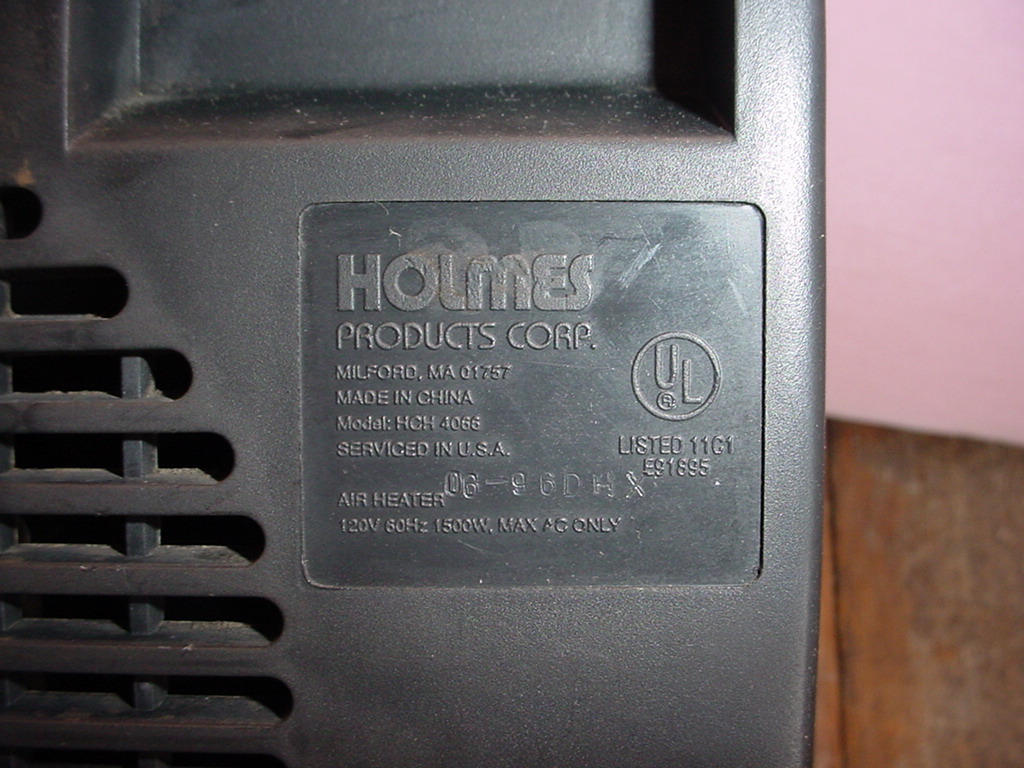 HOLMES
PRODUCTS CORP.
MILFORD, MA 01757
MADE IN CHINA
Model: HCH 4066
SERVICED IN U.S.A.
UL
LISTED 11C1
E91895
06-96DHX
AIR HEATER
120V 60Hz 1500W, MAX AC ONLY